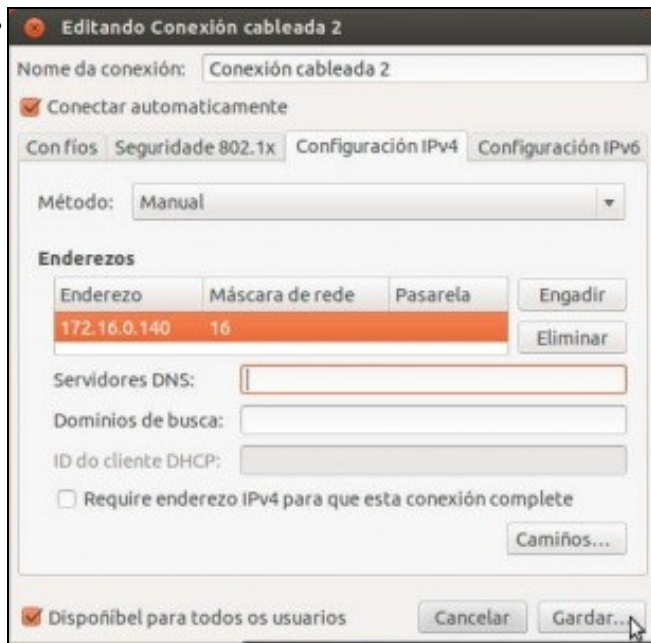 Editando Conexión cableada 2
Nome da conexión: Conexión cableada 2
Conectar automaticamente
Con fíos Seguridade 802.1x Configuración IPv4 Configuración IPv6
Método: Manual
Enderezos
Enderezo Máscara de rede Pasarela Engadir
172.16.0.140 16 Eliminar
Servidores DNS:
Dominios de busca:
ID do cliente DHCP:
Require enderezo IPv4 para que esta conexión complete
Camiños...
Dispoñíbel para todos os usuarios Cancelar Gardar...